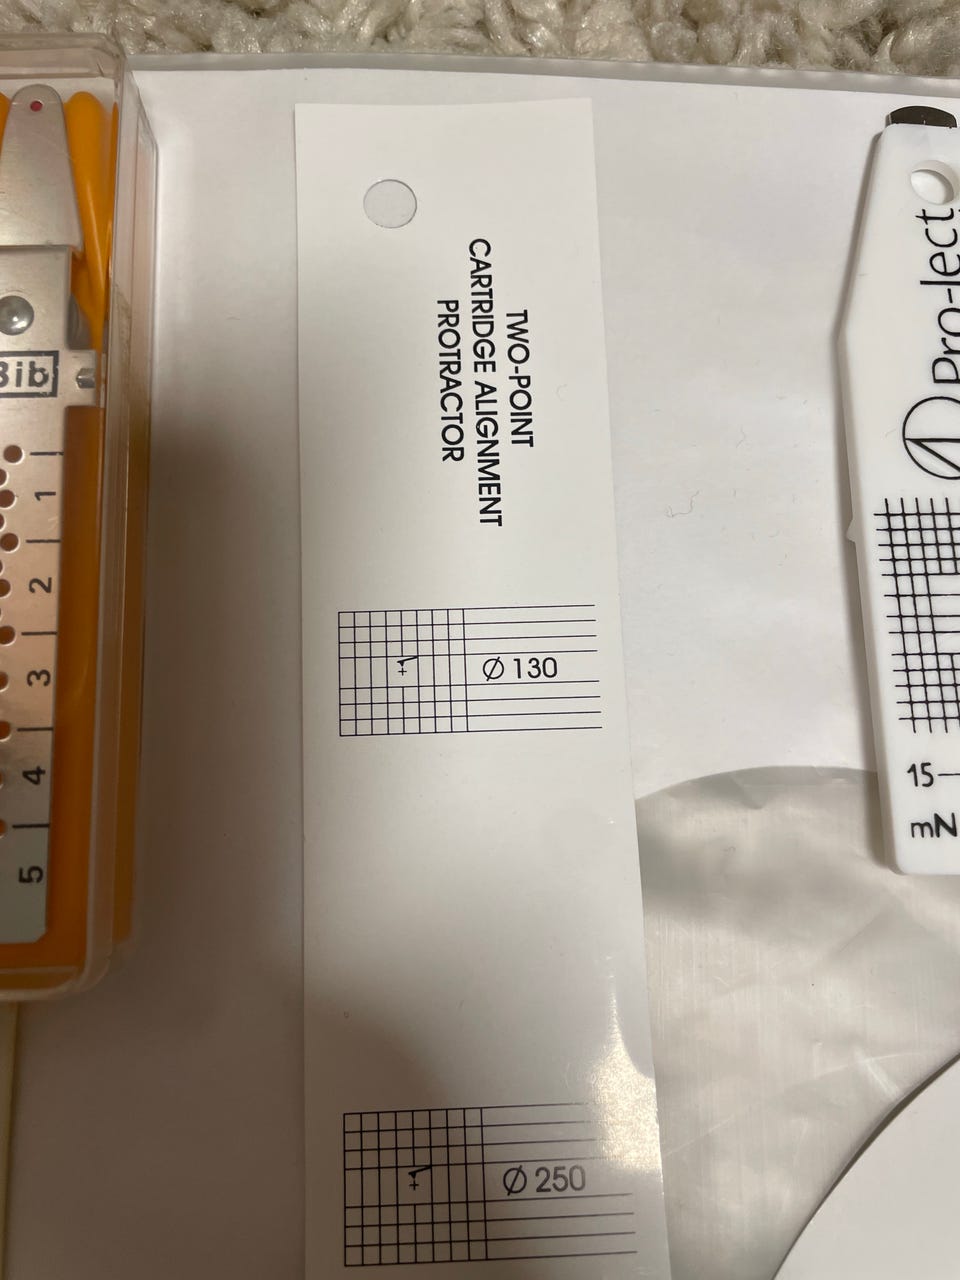 TWO-POINT
CARTRIDGE ALIGNMENT
PROTRACTOR
Ø 130
Ø 250
Bib
1
2
3
4
5
Pro-Ject
15
mN